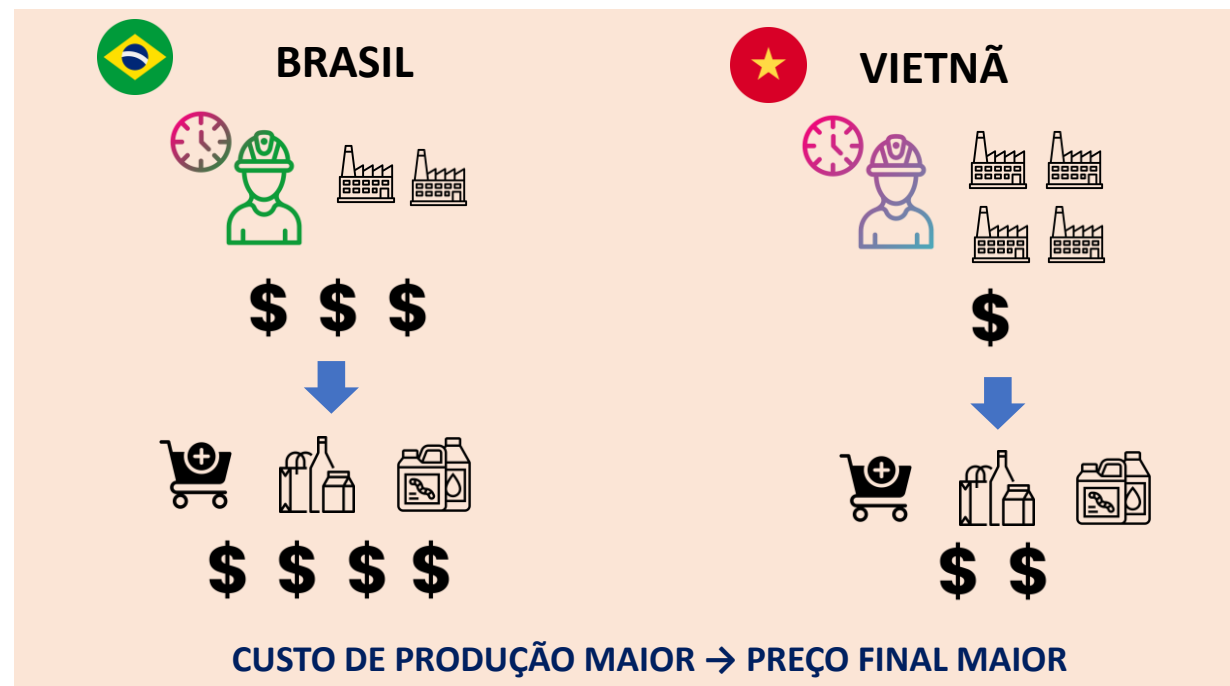 BRASIL
VIETNÃ
$ $ $
$
$ $ $ $
$ $
CUSTO DE PRODUÇÃO MAIOR → PREÇO FINAL MAIOR